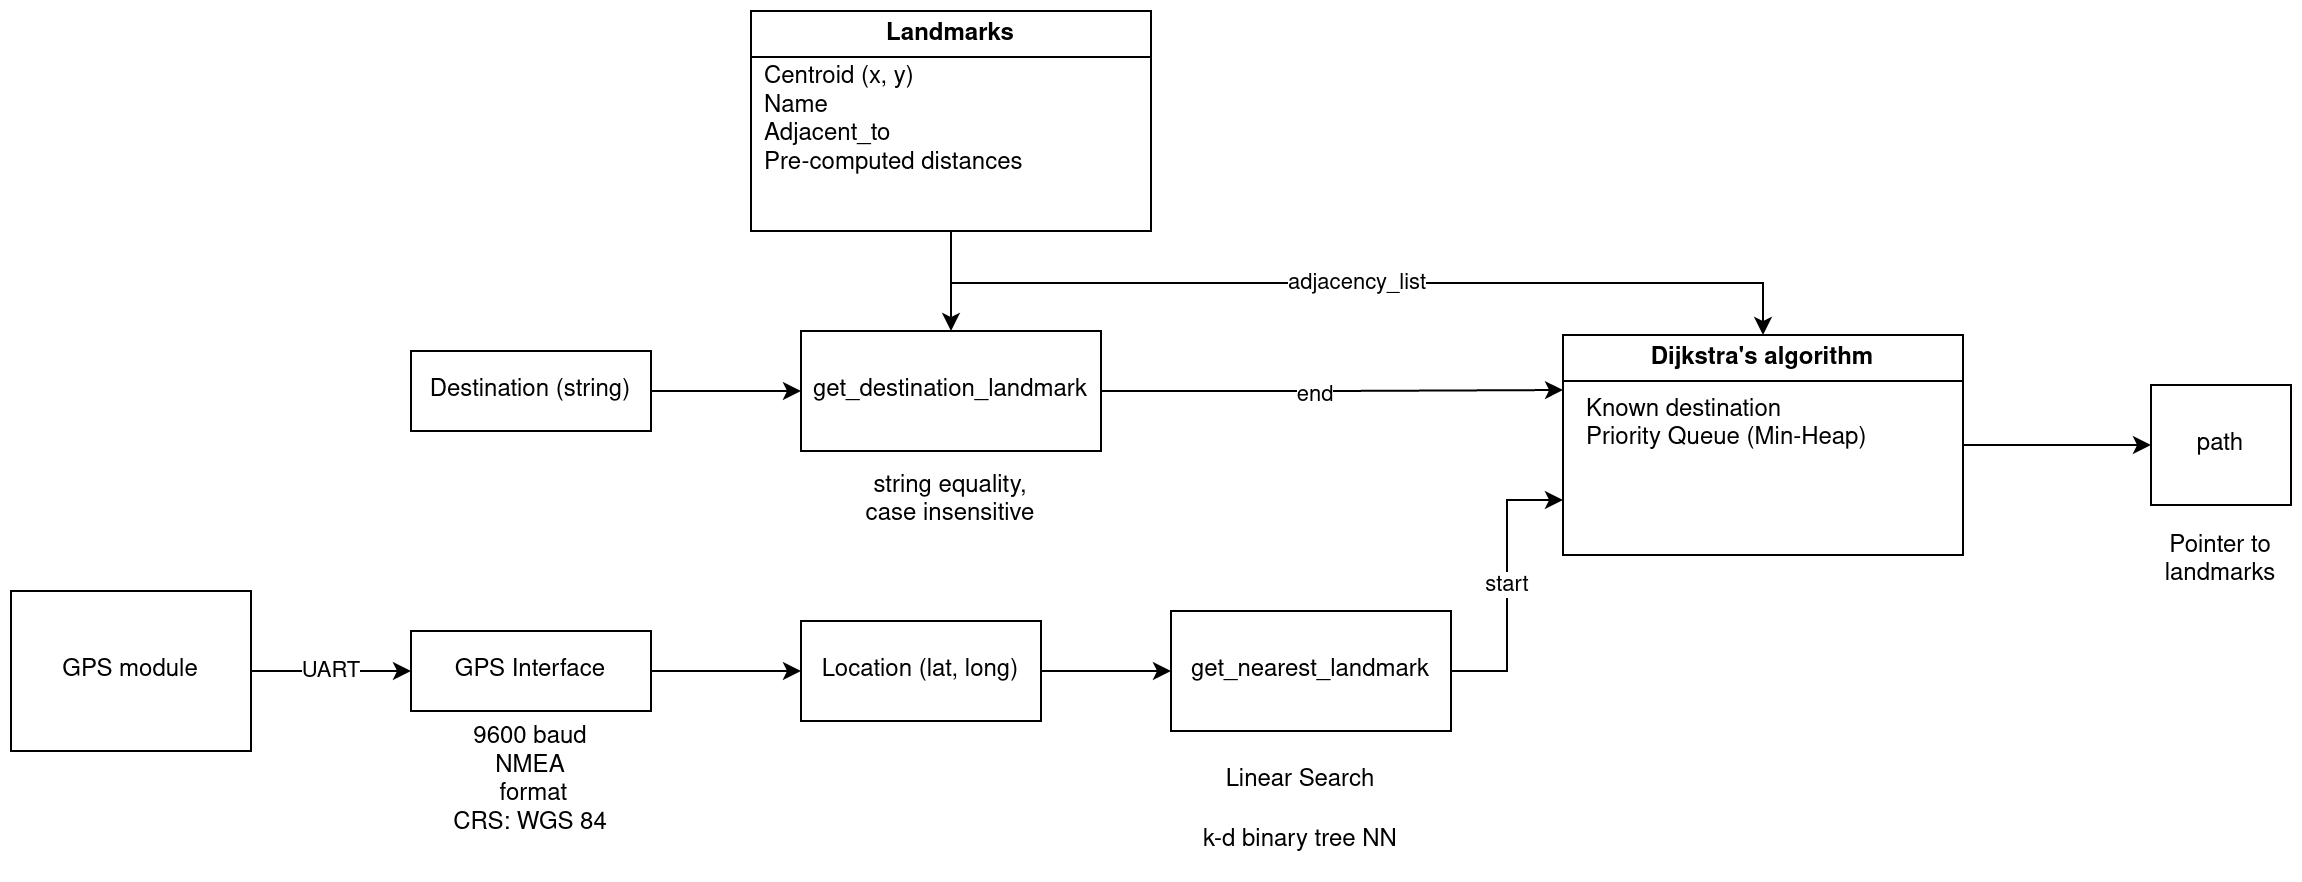 Landmarks
Centroid (x, y)
Name
Adjacent_to
Pre-computed distances
adjacency_list
Destination (string)
get_destination_landmark
string equality,
case insensitive
end
Dijkstra's algorithm
Known destination
Priority Queue (Min-Heap)
path
Pointer to
landmarks
start
GPS module
UART
GPS Interface
9600 baud
NMEA
format
CRS: WGS 84
Location (lat, long)
get_nearest_landmark
Linear Search
k-d binary tree NN